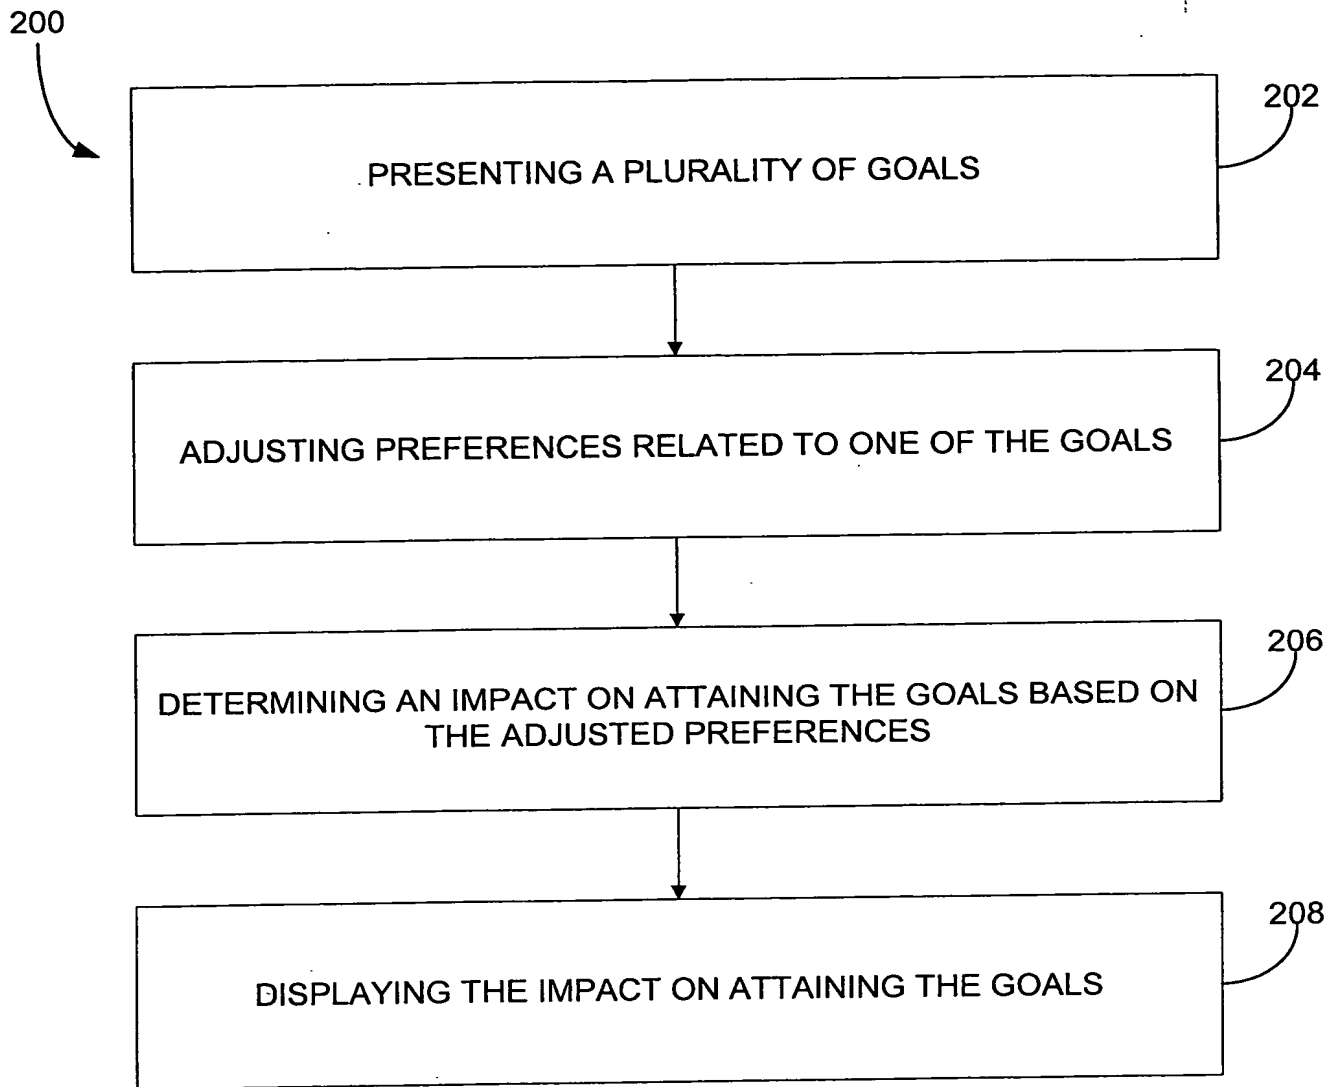 200
202
PRESENTING A PLURALITY OF GOALS
204
ADJUSTING PREFERENCES RELATED TO ONE OF THE GOALS
206
DETERMINING AN IMPACT ON ATTAINING THE GOALS BASED ON
THE ADJUSTED PREFERENCES
208
DISPLAYING THE IMPACT ON ATTAINING THE GOALS